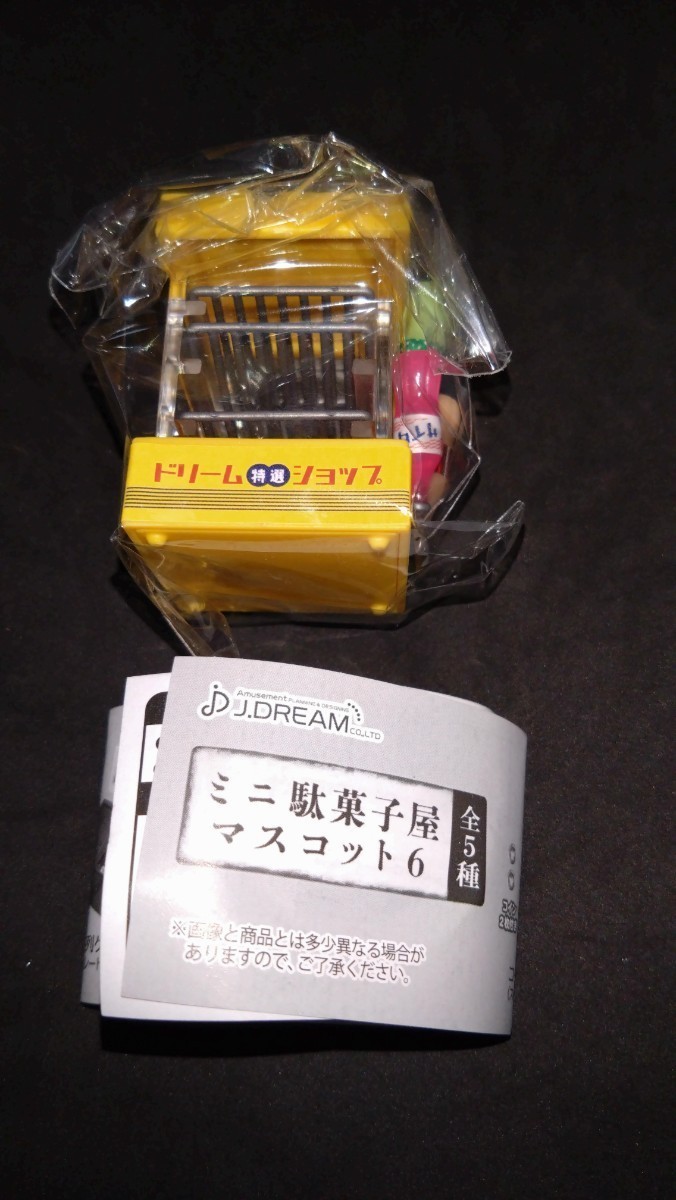 ドリーム特選ショップ
サイダ
Amusement PLANNING & DESIGNING
J.DREAM CO.,LTD
ミニ駄菓子屋
マスコット6
全5種
※画像と商品とは多少異なる場合が
ありますので、ご了承ください。